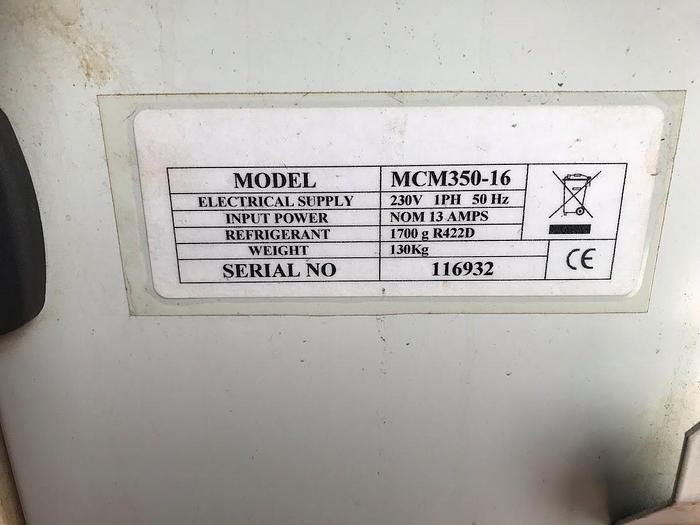 MODEL MCM350-16
ELECTRICAL SUPPLY 230V 1PH 50 Hz
INPUT POWER NOM 13 AMPS
REFRIGERANT 1700 g R422D
WEIGHT 130Kg
SERIAL NO 116932
CE